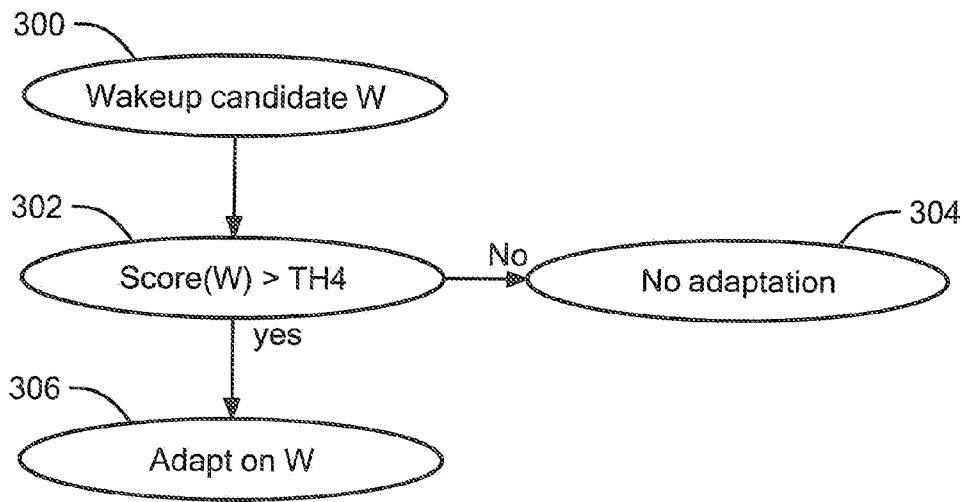 300
Wakeup candidate W
302
304
Score(W) > TH4
No
No adaptation
yes
306
Adapt on W